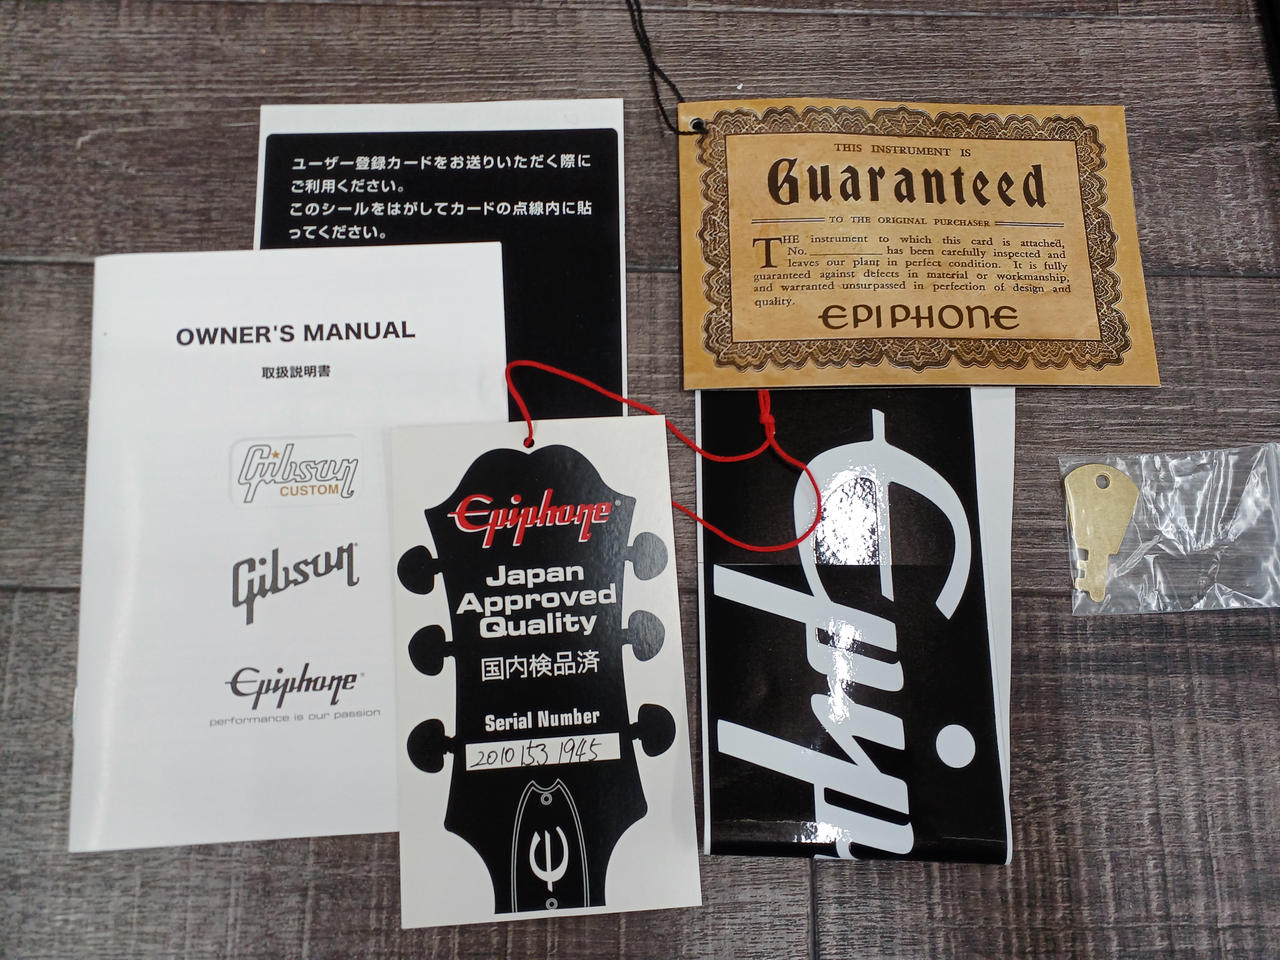 ユーザー登録カードをお送りいただく際に
ご利用ください。
このシールをはがしてカードの点線内に貼
ってください。
OWNER'S MANUAL
取扱説明書
Gibson
CUSTOM
Gibson
Epiphone
performance is our passion
Epiphone
Japan
Approved
Quality
国内検品済
Serial Number
20101531945
THIS INSTRUMENT IS
Guaranteed
TO THE ORIGINAL PURCHASER
THE instrument to which this card is attached,
No. ________ has been carefully inspected and
leaves our plant in perfect condition. It is fully
guaranteed against defects in material or workmanship,
and warranted unsurpassed in perfection of design and
quality.
EPIPHONE
Epip